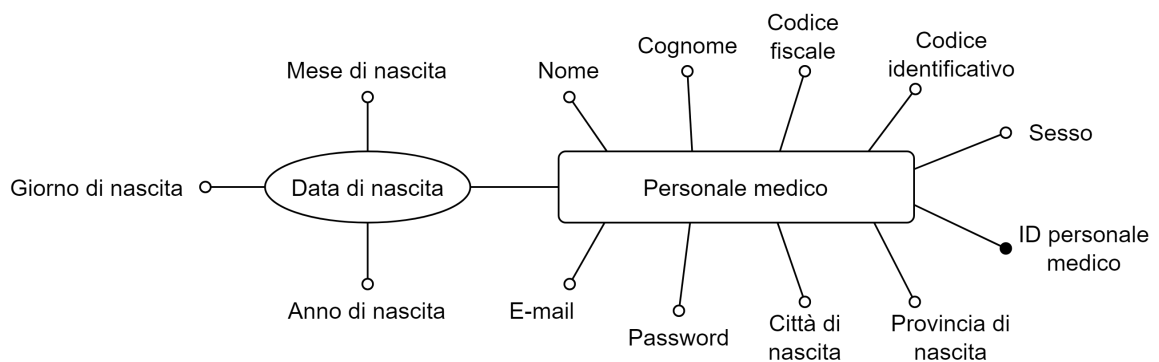 Codice
fiscale
Codice
identificativo
Cognome
Mese di nascita
Nome
Sesso
Giorno di nascita
Data di nascita
Personale medico
ID personale
medico
Anno di nascita
E-mail
Password
Città di
nascita
Provincia di
nascita